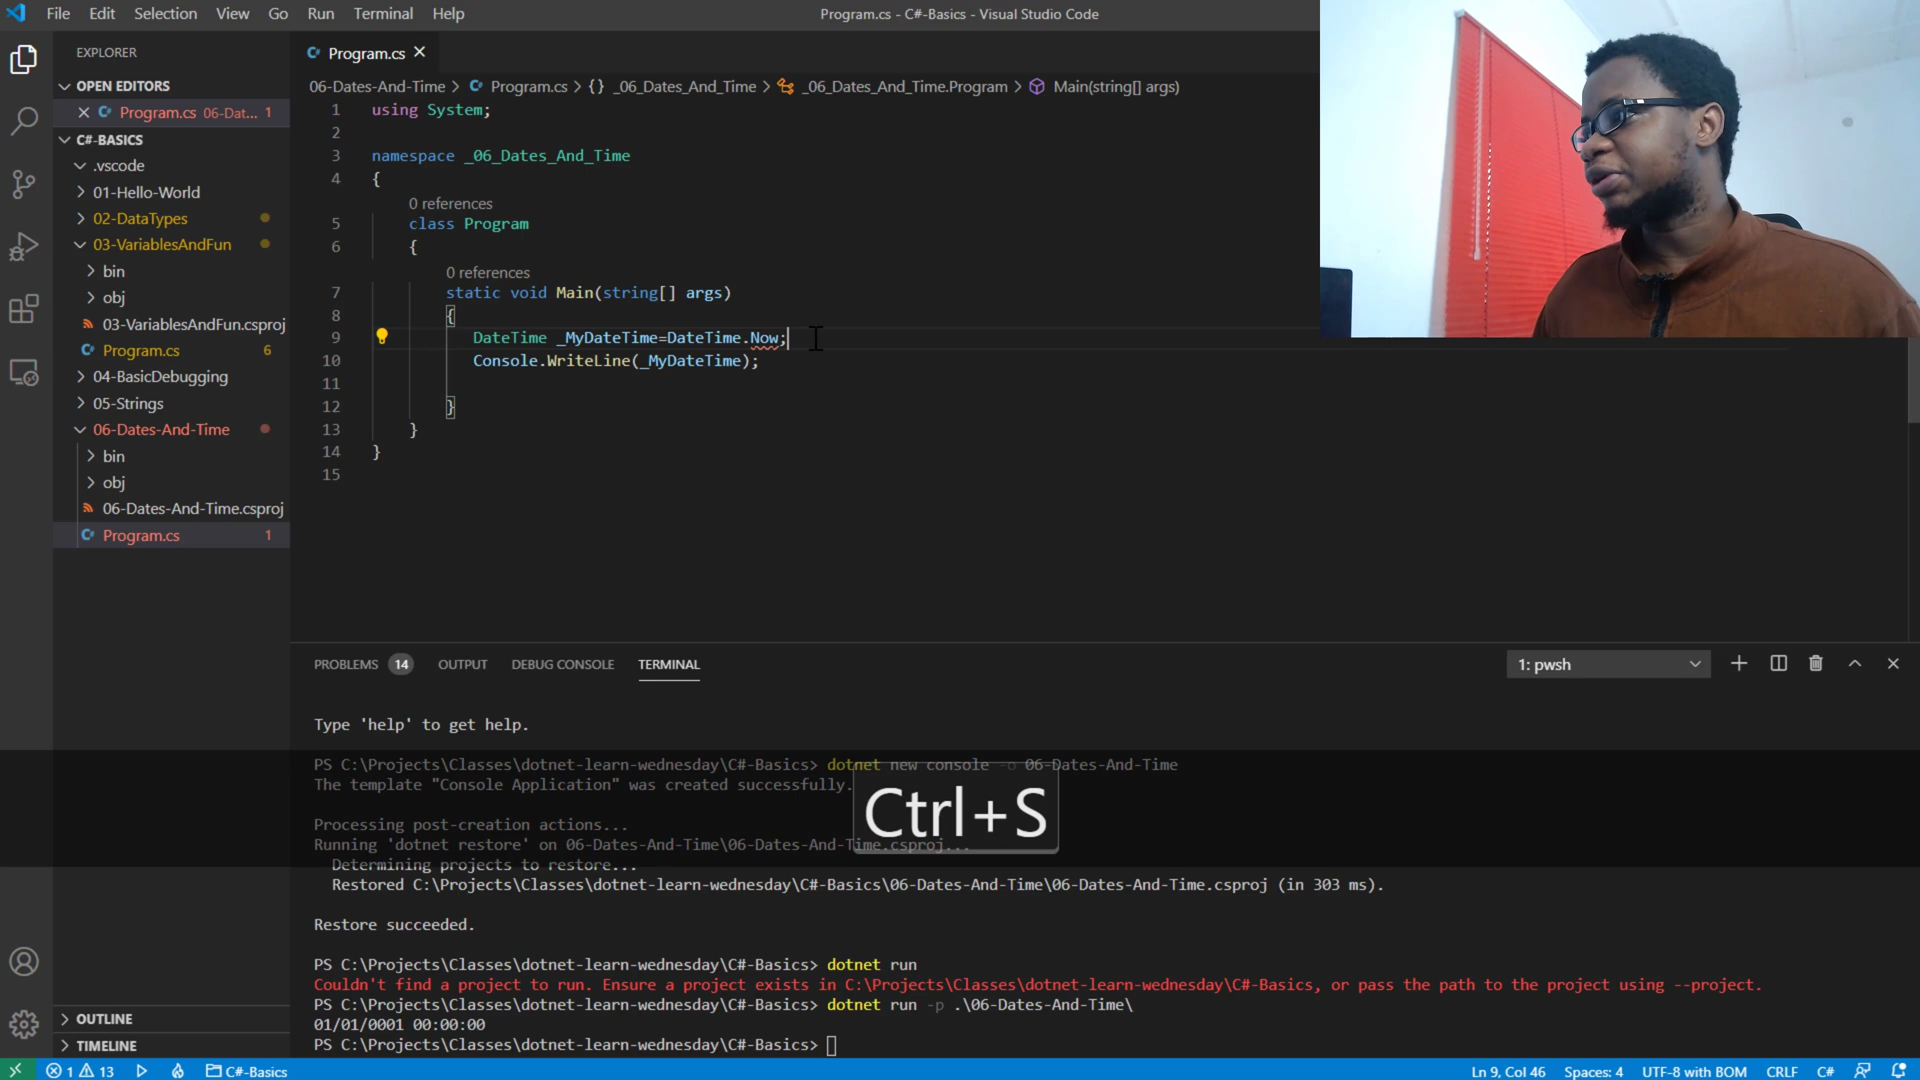 File Edit Selection View Go Run Terminal Help
Program.cs - C#-Basics - Visual Studio Code
EXPLORER
OPEN EDITORS
Program.cs 06-Dat... 1
C#-BASICS
.vscode
01-Hello-World
02-DataTypes
03-VariablesAndFun
bin
obj
03-VariablesAndFun.csproj
Program.cs 6
04-BasicDebugging
05-Strings
06-Dates-And-Time
bin
obj
06-Dates-And-Time.csproj
Program.cs 1
OUTLINE
TIMELINE
Program.cs
06-Dates-And-Time > Program.cs > {} _06_Dates_And_Time > _06_Dates_And_Time.Program > Main(string[] args)
1 using System;
2
3 namespace _06_Dates_And_Time
4 {
0 references
5 class Program
6 {
0 references
7 static void Main(string[] args)
8 {
9 DateTime _MyDateTime=DateTime.Now;
10 Console.WriteLine(_MyDateTime);
11
12 }
13 }
14 }
15
PROBLEMS 14 OUTPUT DEBUG CONSOLE TERMINAL
1: pwsh
Type 'help' to get help.
PS C:\Projects\Classes\dotnet-learn-wednesday\C#-Basics> dotnet new console -o 06-Dates-And-Time
The template "Console Application" was created successfully.
Ctrl+S
Processing post-creation actions...
Running 'dotnet restore' on 06-Dates-And-Time\06-Dates-And-Time.csproj...
Determining projects to restore...
Restored C:\Projects\Classes\dotnet-learn-wednesday\C#-Basics\06-Dates-And-Time\06-Dates-And-Time.csproj (in 303 ms).
Restore succeeded.
PS C:\Projects\Classes\dotnet-learn-wednesday\C#-Basics> dotnet run
Couldn't find a project to run. Ensure a project exists in C:\Projects\Classes\dotnet-learn-wednesday\C#-Basics, or pass the path to the project using --project.
PS C:\Projects\Classes\dotnet-learn-wednesday\C#-Basics> dotnet run -p .\06-Dates-And-Time\
01/01/0001 00:00:00
PS C:\Projects\Classes\dotnet-learn-wednesday\C#-Basics>
1 13 C#-Basics
Ln 9, Col 46 Spaces: 4 UTF-8 with BOM CRLF C#